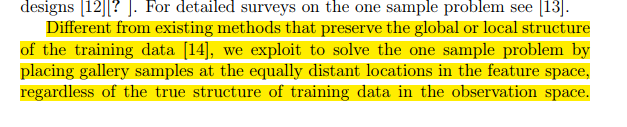 designs [12][? ]. For detailed surveys on the one sample problem see [13].
Different from existing methods that preserve the global or local structure
of the training data [14], we exploit to solve the one sample problem by
placing gallery samples at the equally distant locations in the feature space,
regardless of the true structure of training data in the observation space.